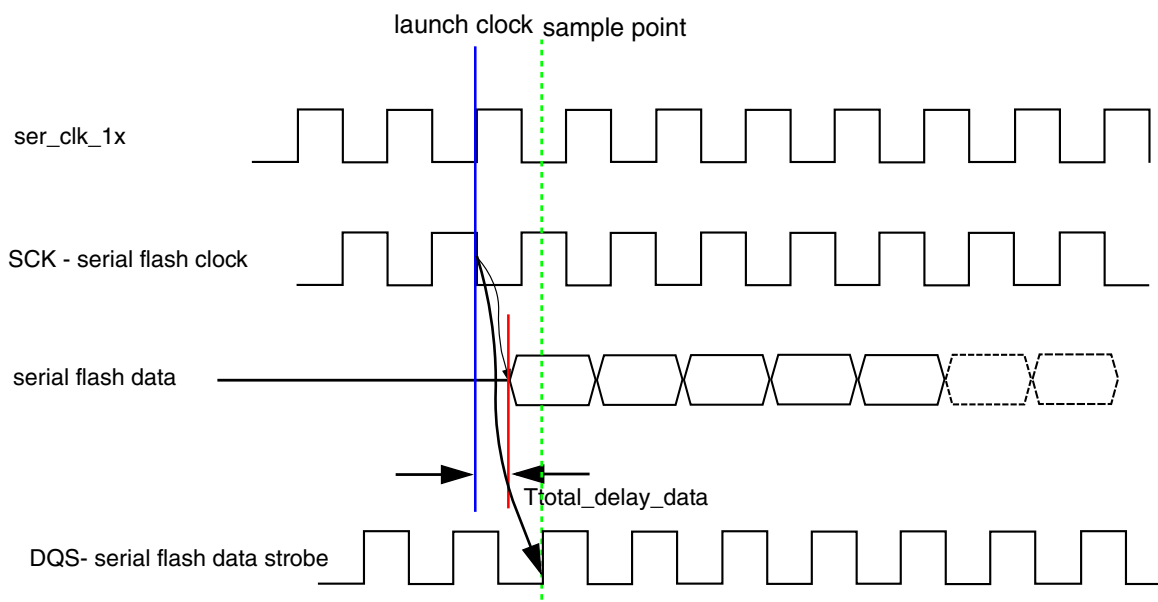 launch clock sample point
ser_clk_1x
SCK - serial flash clock
serial flash data
Ttotal_delay_data
DQS- serial flash data strobe